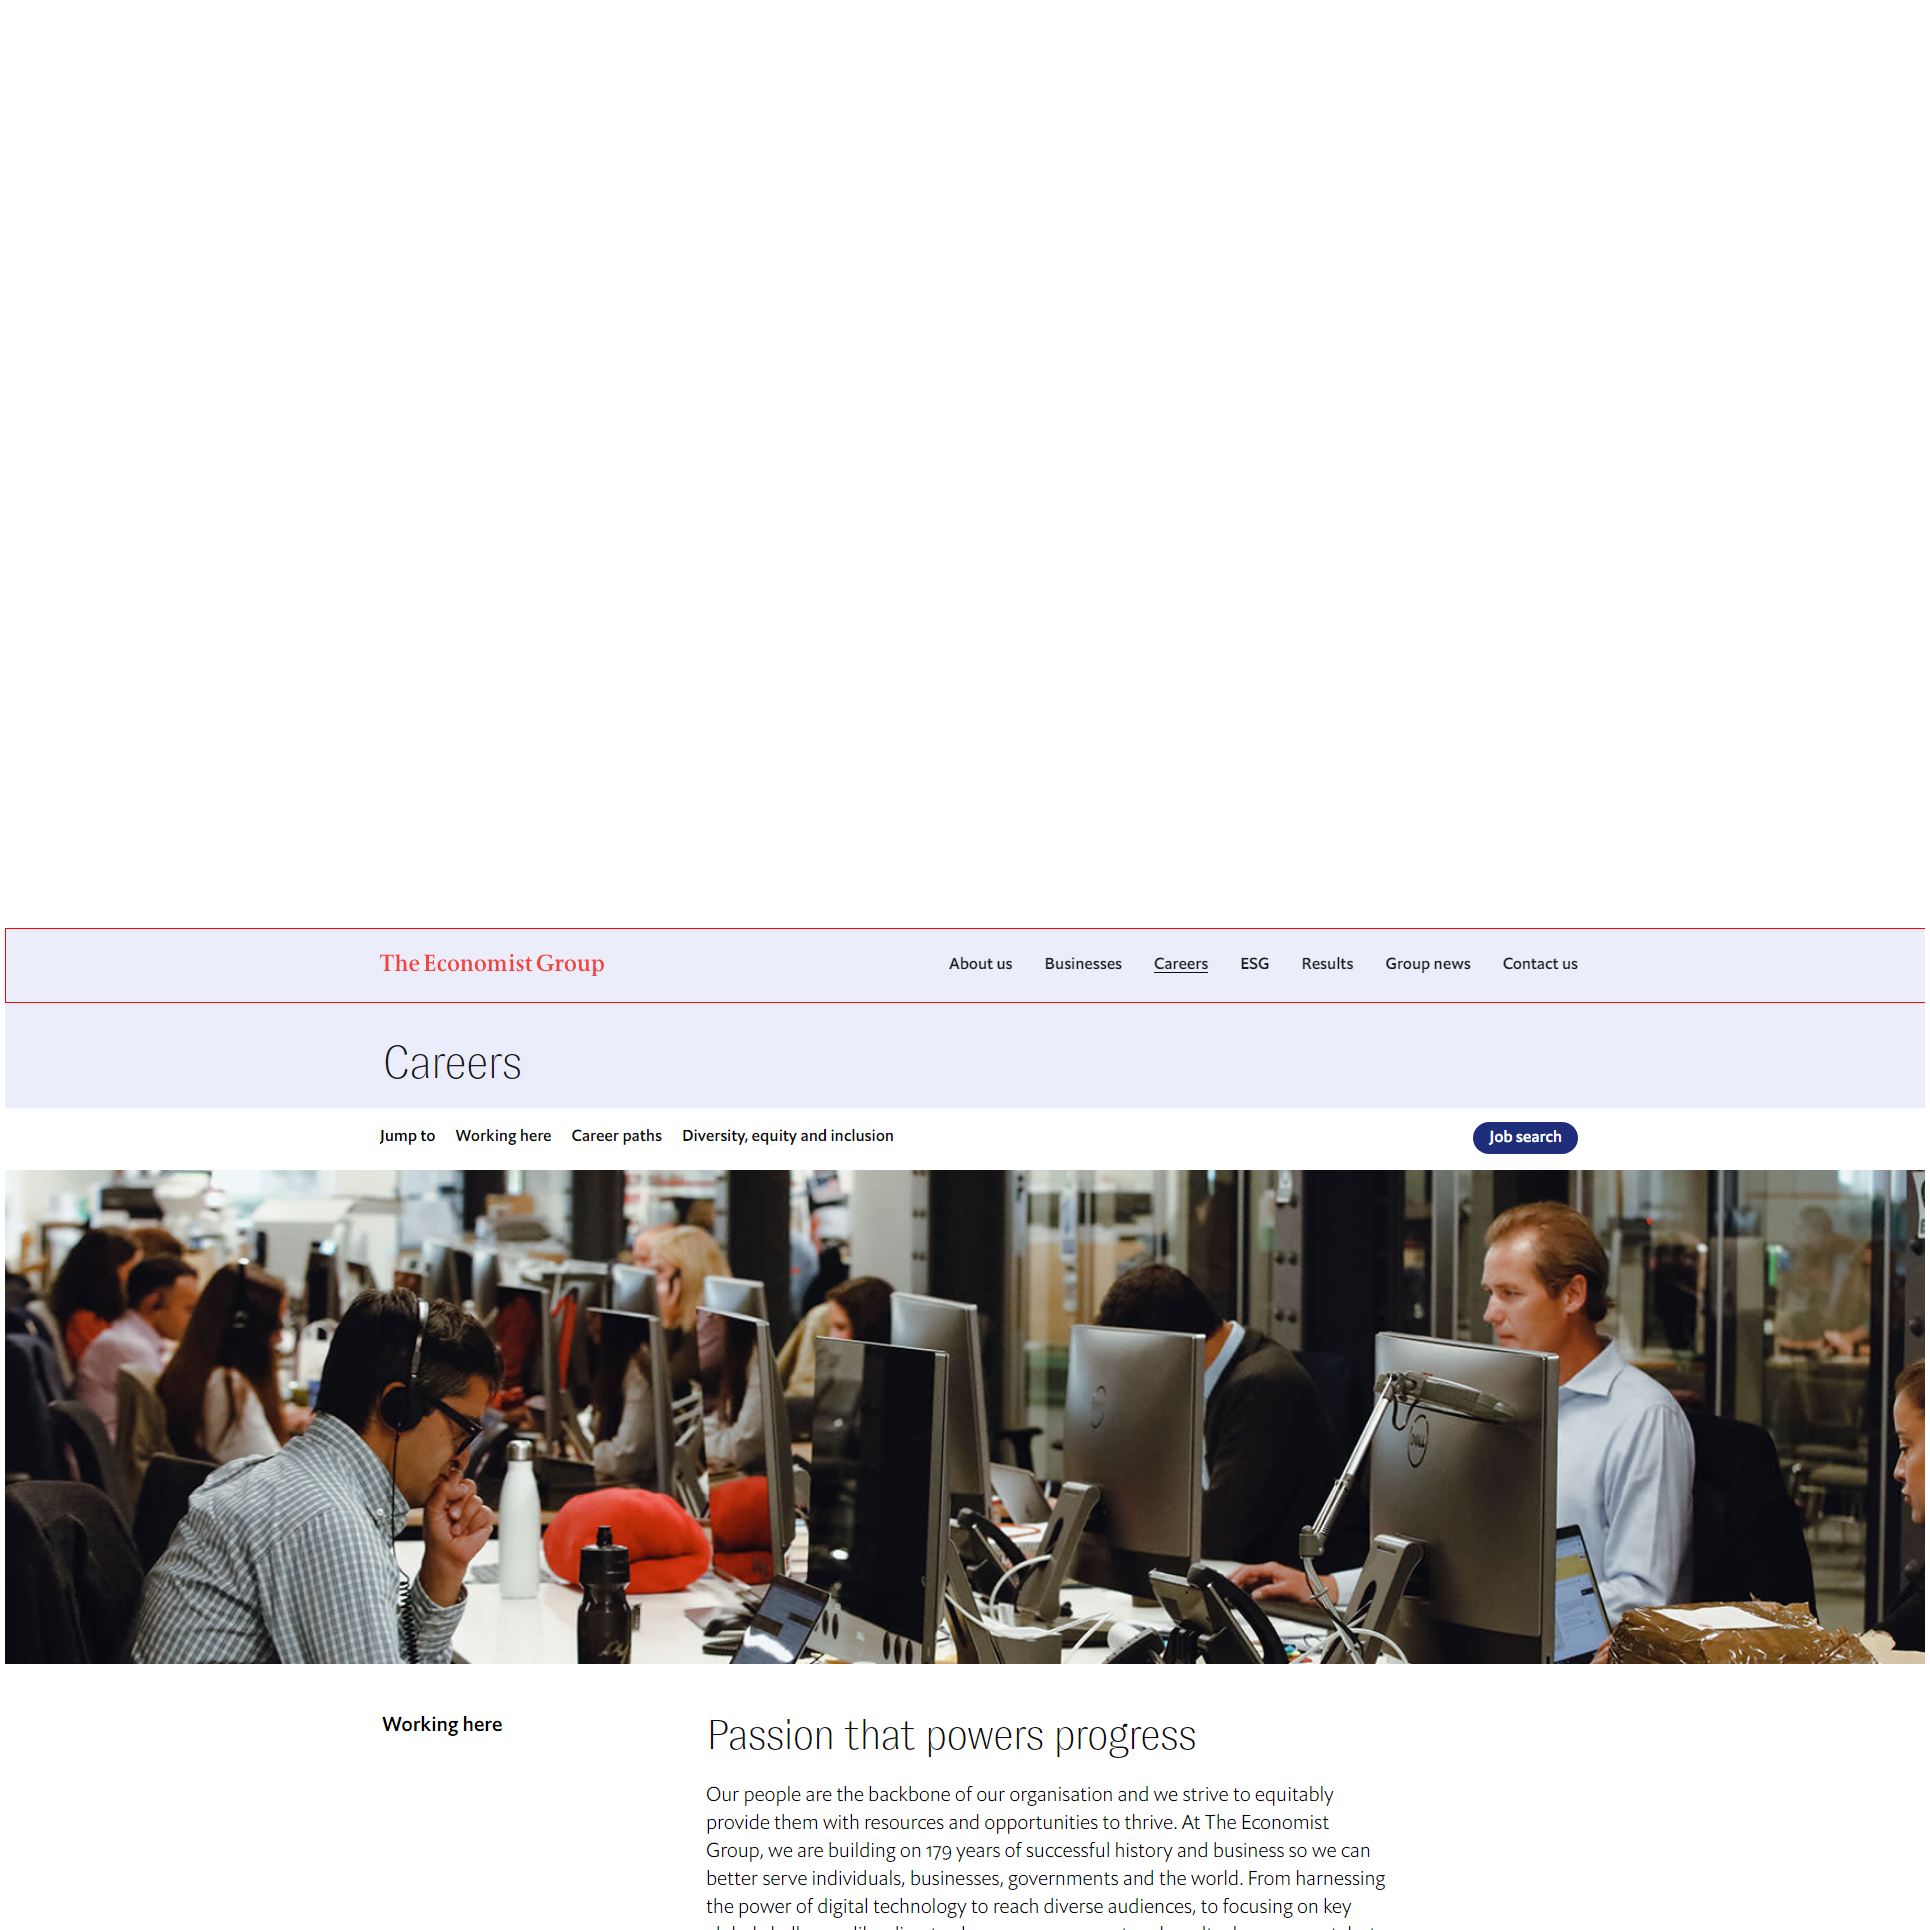 The Economist Group
About us Businesses Careers ESG Results Group news Contact us
Careers
Jump to Working here Career paths Diversity, equity and inclusion
Job search
DELL
Working here
Passion that powers progress
Our people are the backbone of our organisation and we strive to equitably
provide them with resources and opportunities to thrive. At The Economist
Group, we are building on 179 years of successful history and business so we can
better serve individuals, businesses, governments and the world. From harnessing
the power of digital technology to reach diverse audiences, to focusing on key